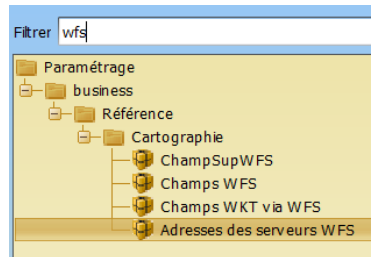 Filtrer wfs
Paramétrage
business
Référence
Cartographie
ChampSupWFS
Champs WFS
Champs WKT via WFS
Adresses des serveurs WFS